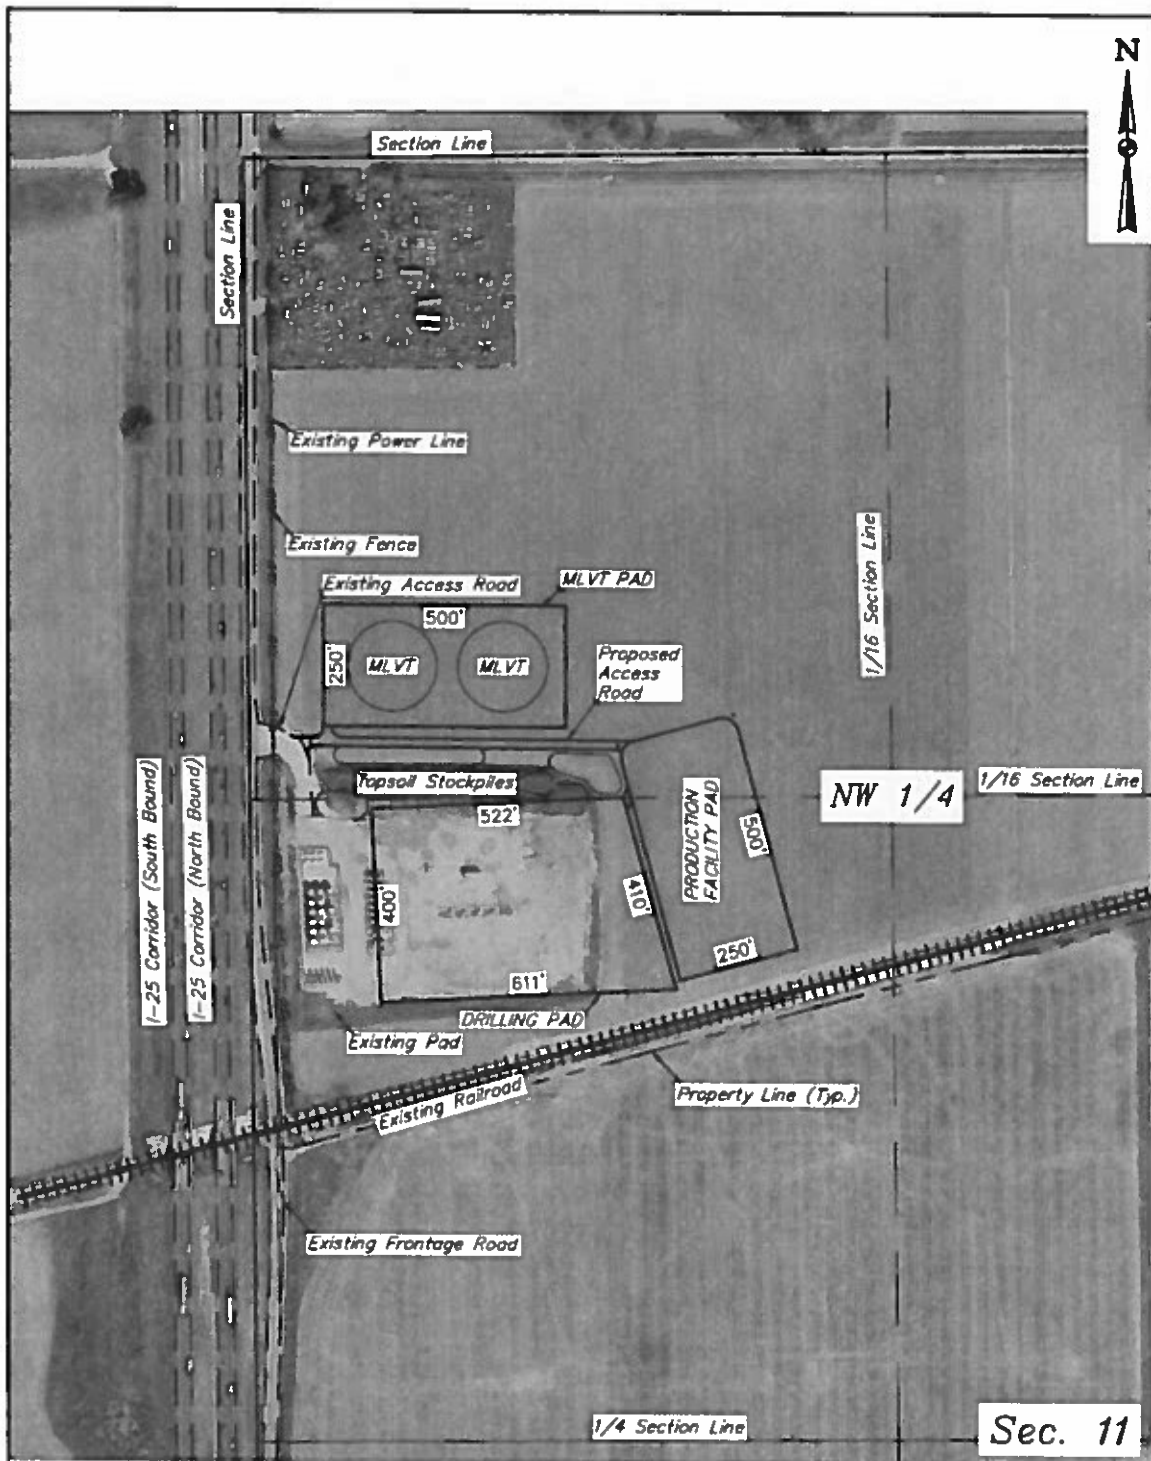 N
Section Line
Section Line
Existing Power Line
Existing Fence
1/16 Section Line
Existing Access Road
MLVT PAD
500'
250'
MLVT
MLVT
Proposed
Access
Road
I-25 Corridor (South Bound)
I-25 Corridor (North Bound)
Topsoil Stockpiles
522'
PRODUCTION
FACILITY PAD
500'
NW 1/4
1/16 Section Line
400'
410'
250'
611'
DRILLING PAD
Existing Pad
Existing Railroad
Property Line (Typ.)
Existing Frontage Road
1/4 Section Line
Sec. 11